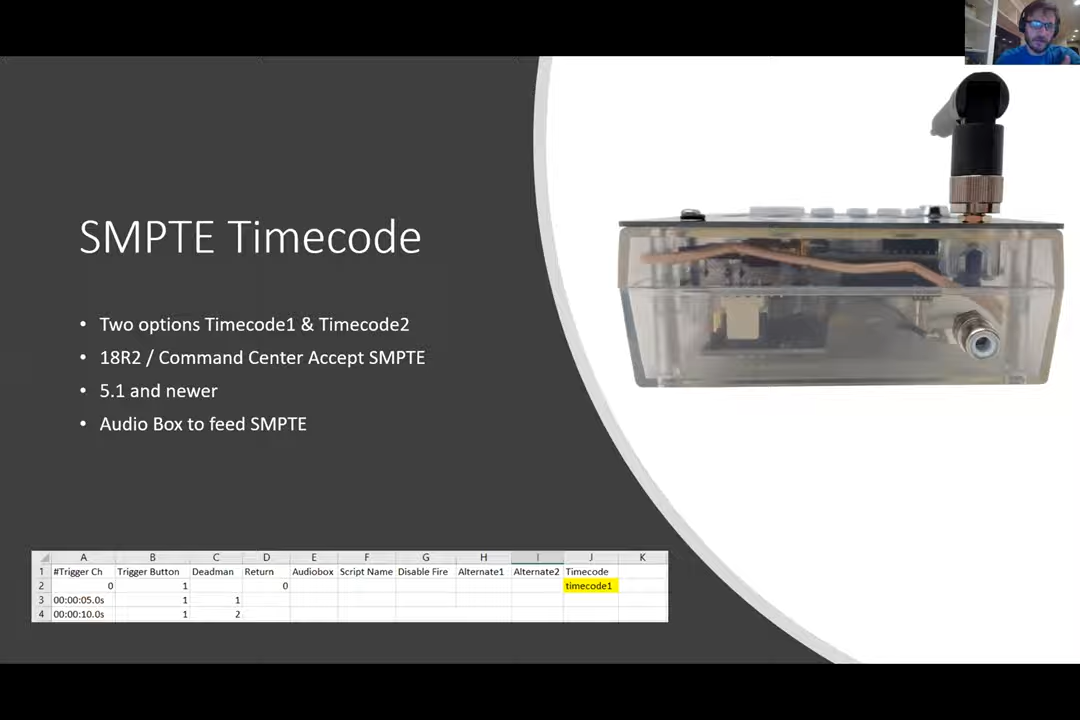 SMPTE Timecode
• Two options Timecode1 & Timecode2
• 18R2 / Command Center Accept SMPTE
• 5.1 and newer
• Audio Box to feed SMPTE
A B C D E F G H I J K
1 #Trigger Ch Trigger Button Deadman Return Audiobox Script Name Disable Fire Alternate1 Alternate2 Timecode
2 0 1 0 timecode1
3 00:00:05.0s 1 1
4 00:00:10.0s 1 2